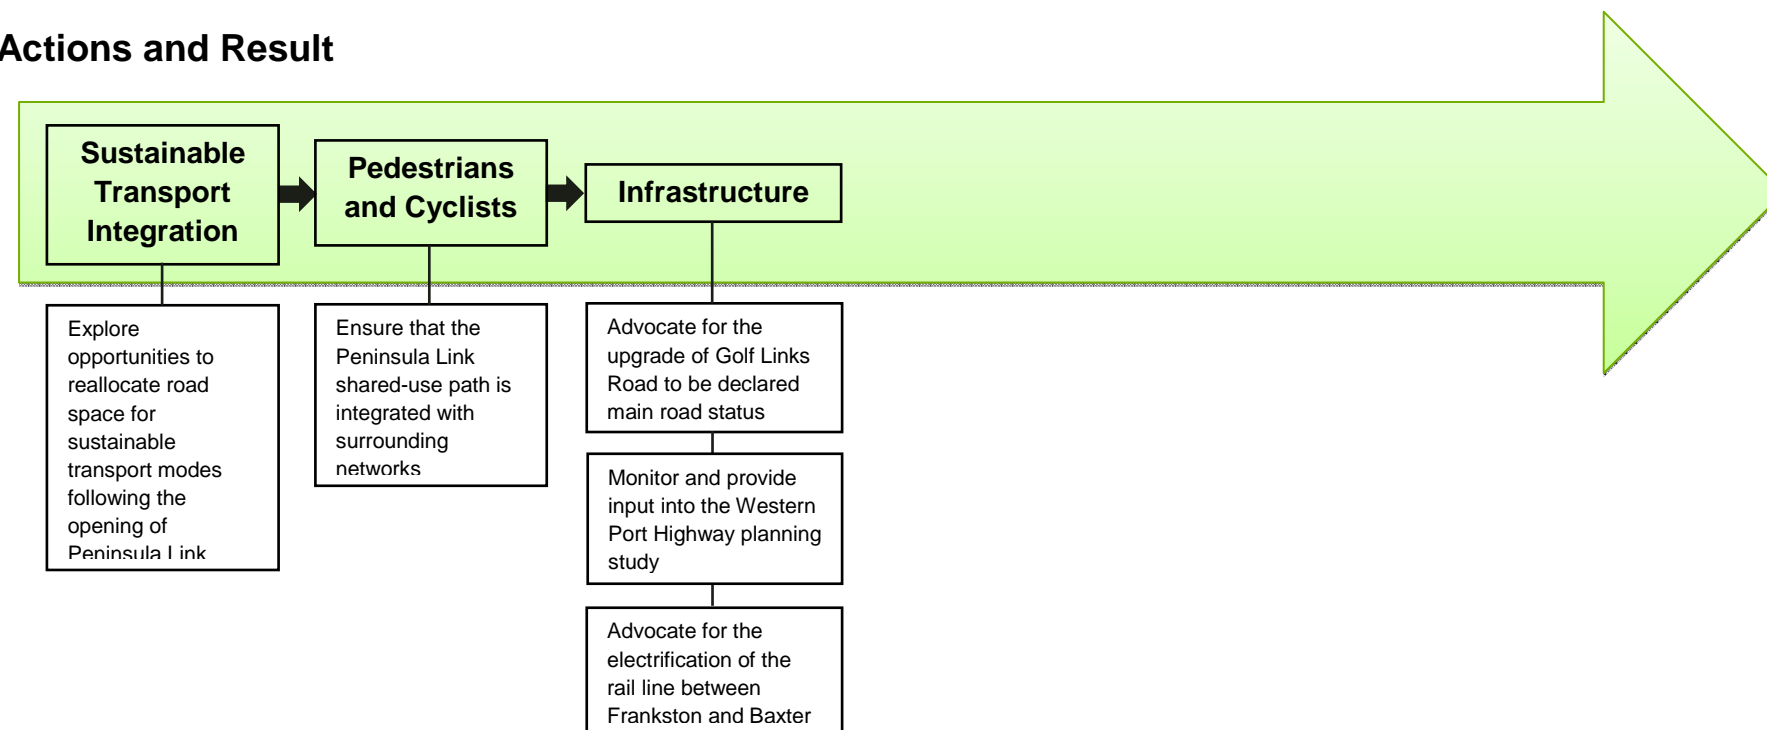 Actions and Result
Sustainable
Transport
Integration
Pedestrians
and Cyclists
Infrastructure
Explore
opportunities to
reallocate road
space for
sustainable
transport modes
following the
opening of
Peninsula Link
Ensure that the
Peninsula Link
shared-use path is
integrated with
surrounding
networks
Advocate for the
upgrade of Golf Links
Road to be declared
main road status
Monitor and provide
input into the Western
Port Highway planning
study
Advocate for the
electrification of the
rail line between
Frankston and Baxter